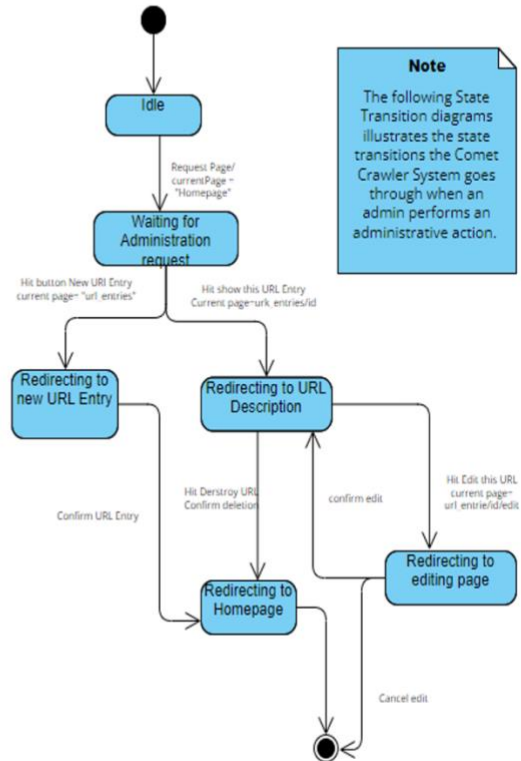 Note
The following State
Transition diagrams
illustrates the state
transitions the Comet
Crawler System goes
through when an
admin performs an
administrative action.
Idle
Request Page/
currentPage ~
"Homepage"
Waiting for
Administration
request
Hit button New URI Entry
current page= "url_entries"
Hit show this URL Entry
Current page=urk_entries/id
Redirecting to
new URL Entry
Redirecting to URL
Description
Hit Edit this URL
current page=
url_entrie/id/edit
Hit Derstroy URL
Confirm deletion
confirm edit
Confirm URL Entry
Redirecting to
editing page
Redirecting to
Homepage
Cancel edit